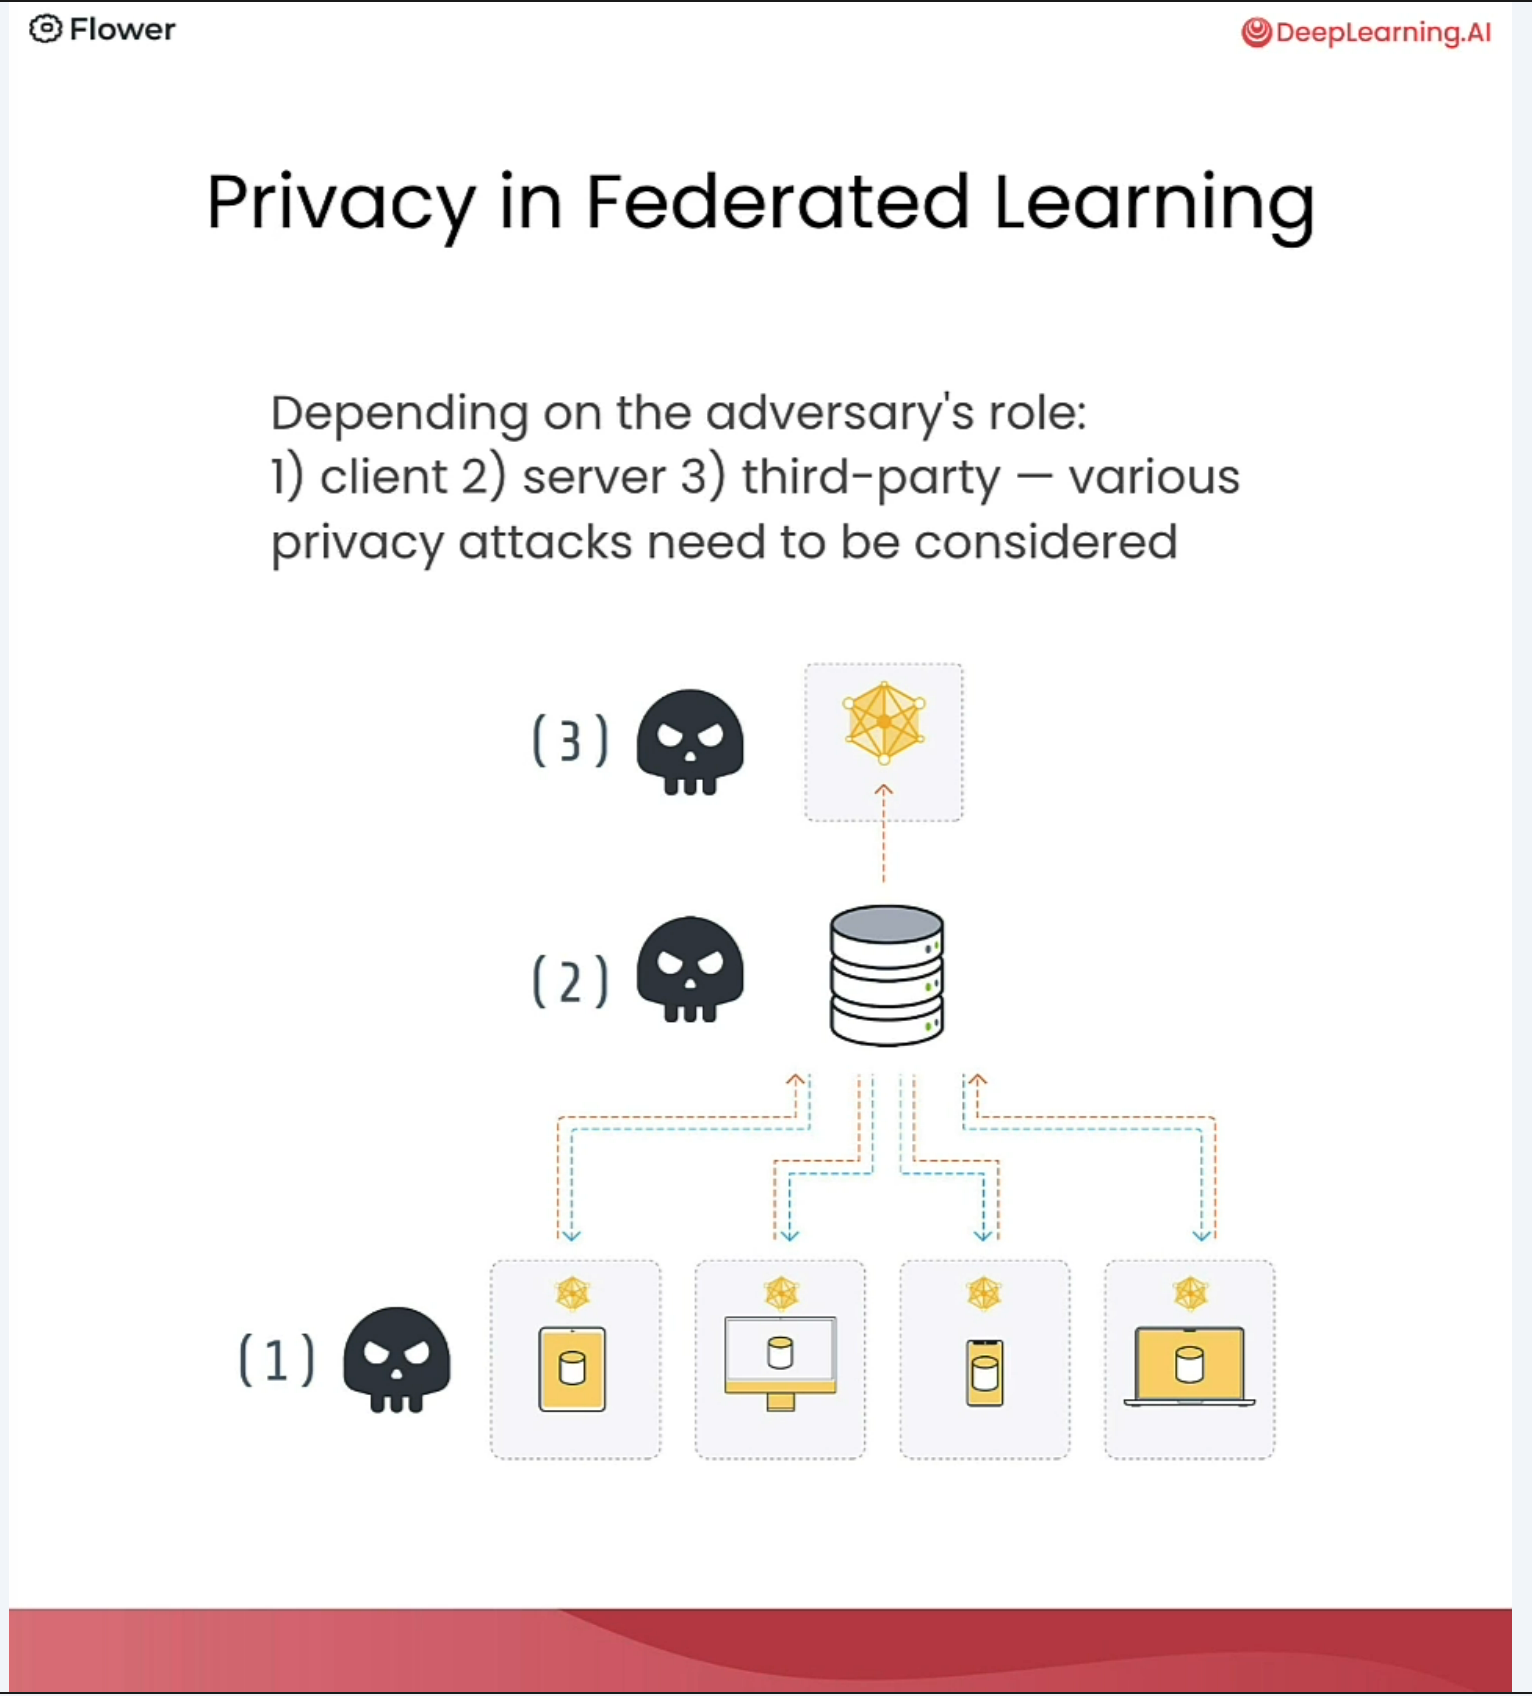 Flower
DeepLearning.AI
Privacy in Federated Learning
Depending on the adversary's role:
1) client 2) server 3) third-party — various
privacy attacks need to be considered
(3)
(2)
(1)